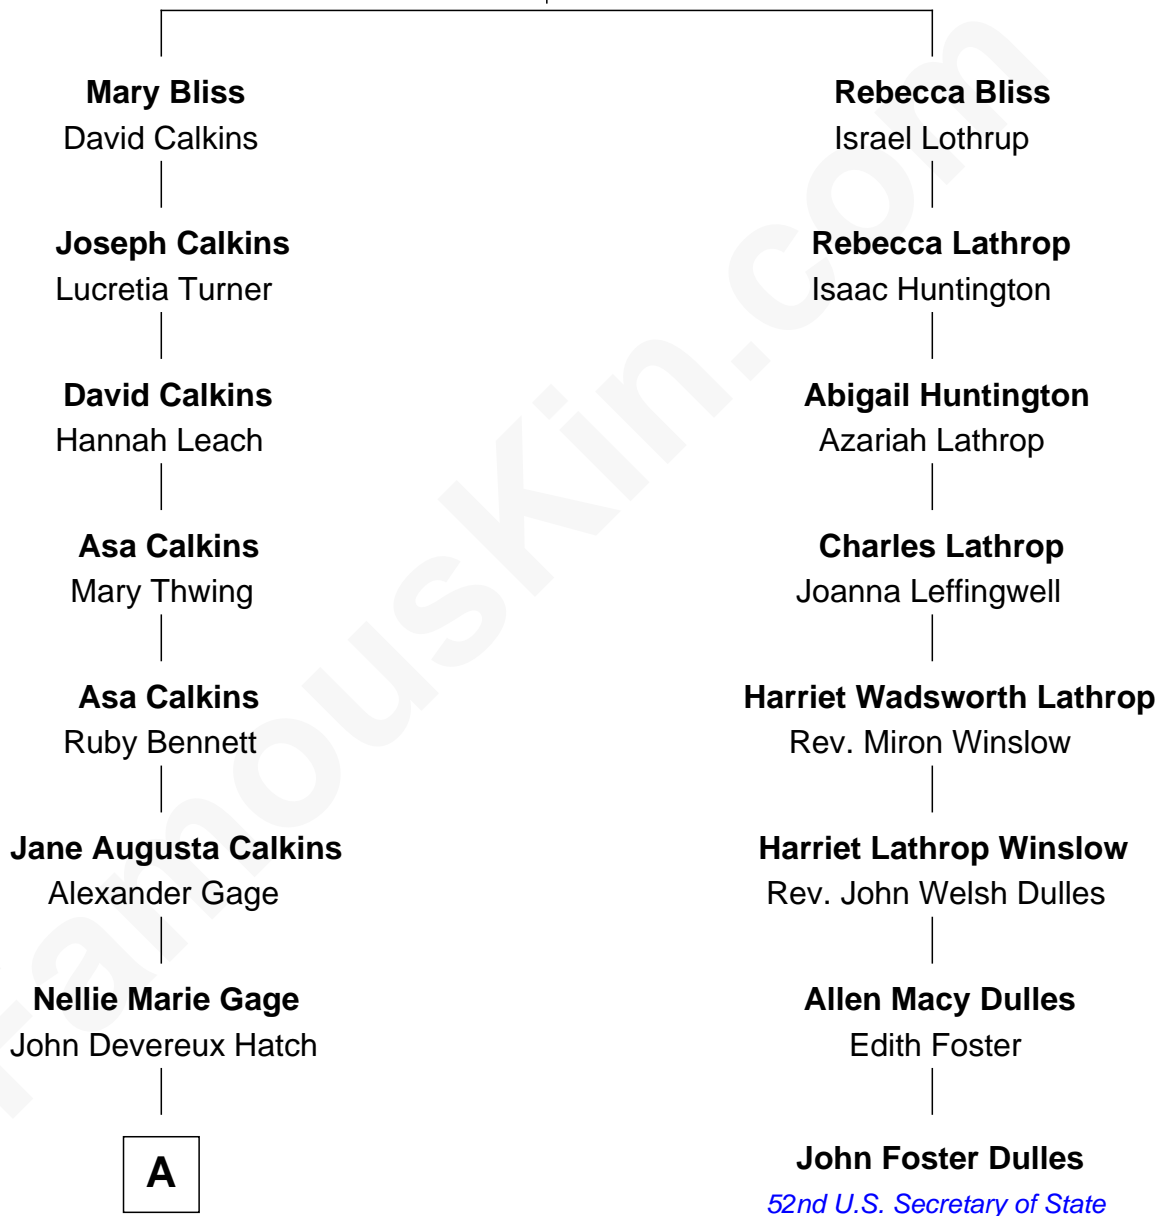 Mary Bliss
David Calkins
Rebecca Bliss
Israel Lothrup
Joseph Calkins
Lucretia Turner
Rebecca Lathrop
Isaac Huntington
David Calkins
Hannah Leach
Abigail Huntington
Azariah Lathrop
Asa Calkins
Mary Thwing
Charles Lathrop
Joanna Leffingwell
Asa Calkins
Ruby Bennett
Harriet Wadsworth Lathrop
Rev. Miron Winslow
Jane Augusta Calkins
Alexander Gage
Harriet Lathrop Winslow
Rev. John Welsh Dulles
Nellie Marie Gage
John Devereux Hatch
Allen Macy Dulles
Edith Foster
A
John Foster Dulles
52nd U.S. Secretary of State
FamousKin.com